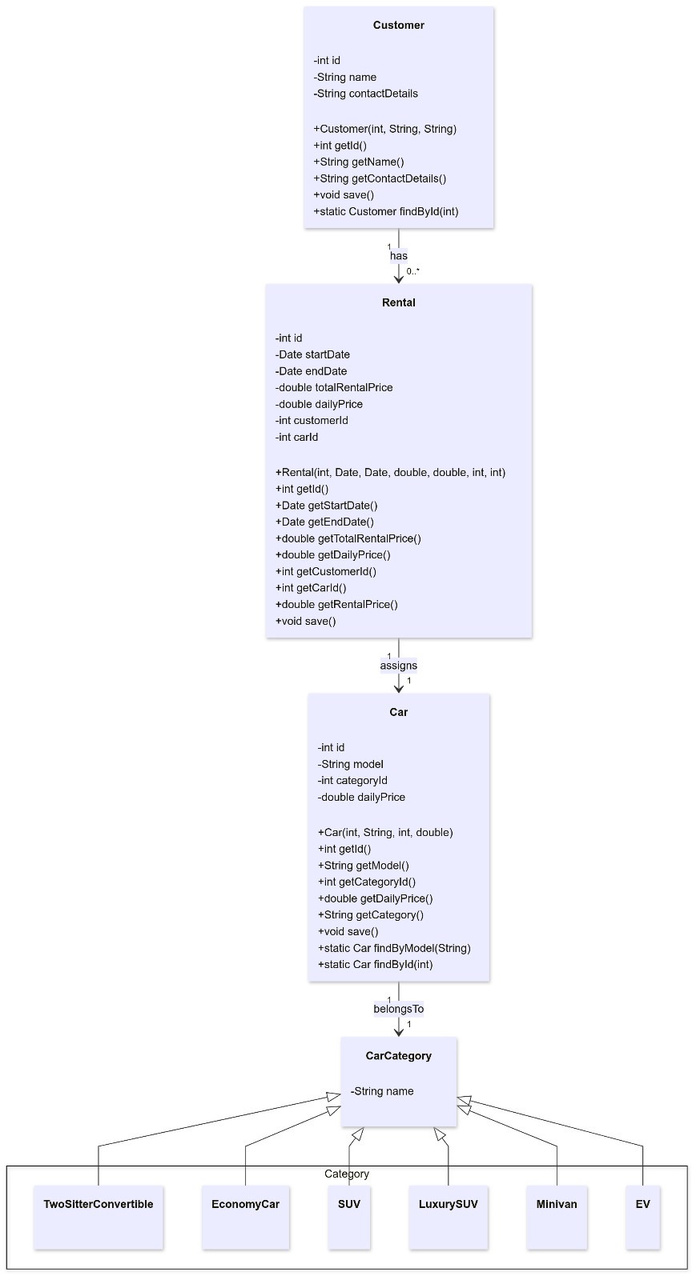 Customer
-int id
-String name
-String contactDetails
+Customer(int, String, String)
+int getId()
+String getName()
+String getContactDetails()
+void save()
+static Customer findById(int)
1
has
0..*
Rental
-int id
-Date startDate
-Date endDate
-double totalRentalPrice
-double dailyPrice
-int customerId
-int carId
+Rental(int, Date, Date, double, double, int, int)
+int getId()
+Date getStartDate()
+Date getEndDate()
+double getTotalRentalPrice()
+double getDailyPrice()
+int getCustomerId()
+int getCarId()
+double getRentalPrice()
+void save()
1
assigns
1
Car
-int id
-String model
-int categoryId
-double dailyPrice
+Car(int, String, int, double)
+int getId()
+String getModel()
+int getCategoryId()
+double getDailyPrice()
+String getCategory()
+void save()
+static Car findByModel(String)
+static Car findById(int)
1
belongsTo
1
CarCategory
-String name
Category
TwoSitterConvertible EconomyCar SUV LuxurySUV Minivan EV